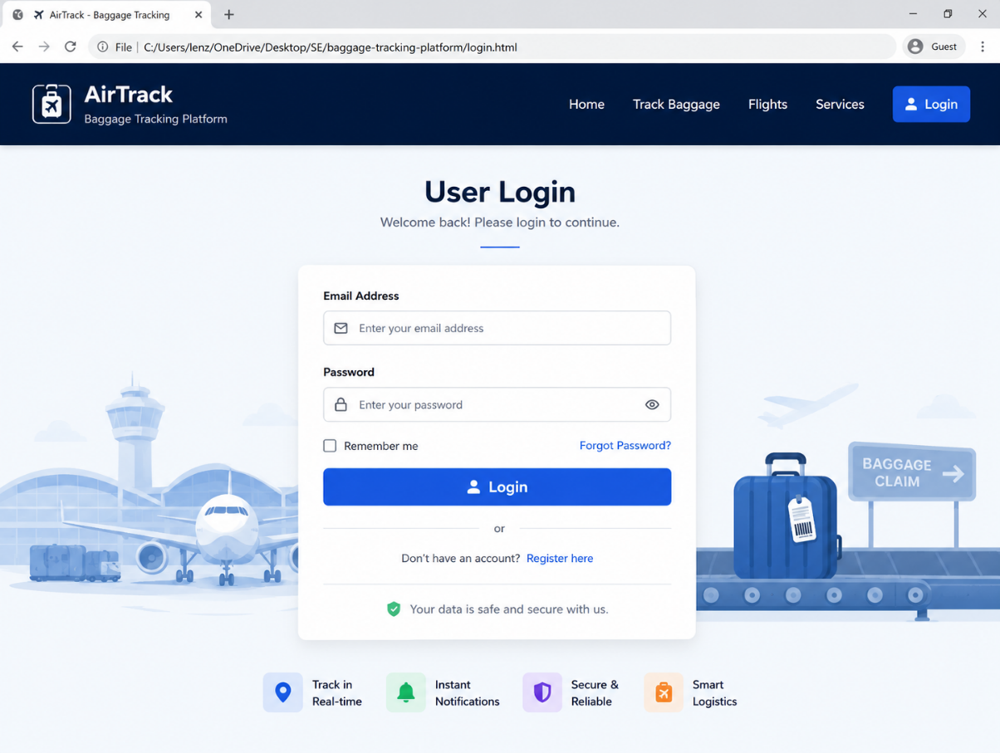 AirTrack - Baggage Tracking
File | C:/Users/lenz/OneDrive/Desktop/SE/baggage-tracking-platform/login.html
Guest
AirTrack
Baggage Tracking Platform
Home
Track Baggage
Flights
Services
Login
User Login
Welcome back! Please login to continue.
Email Address
Enter your email address
Password
Enter your password
Remember me
Forgot Password?
Login
or
Don't have an account? Register here
Your data is safe and secure with us.
BAGGAGE
CLAIM
Track in
Real-time
Instant
Notifications
Secure &
Reliable
Smart
Logistics